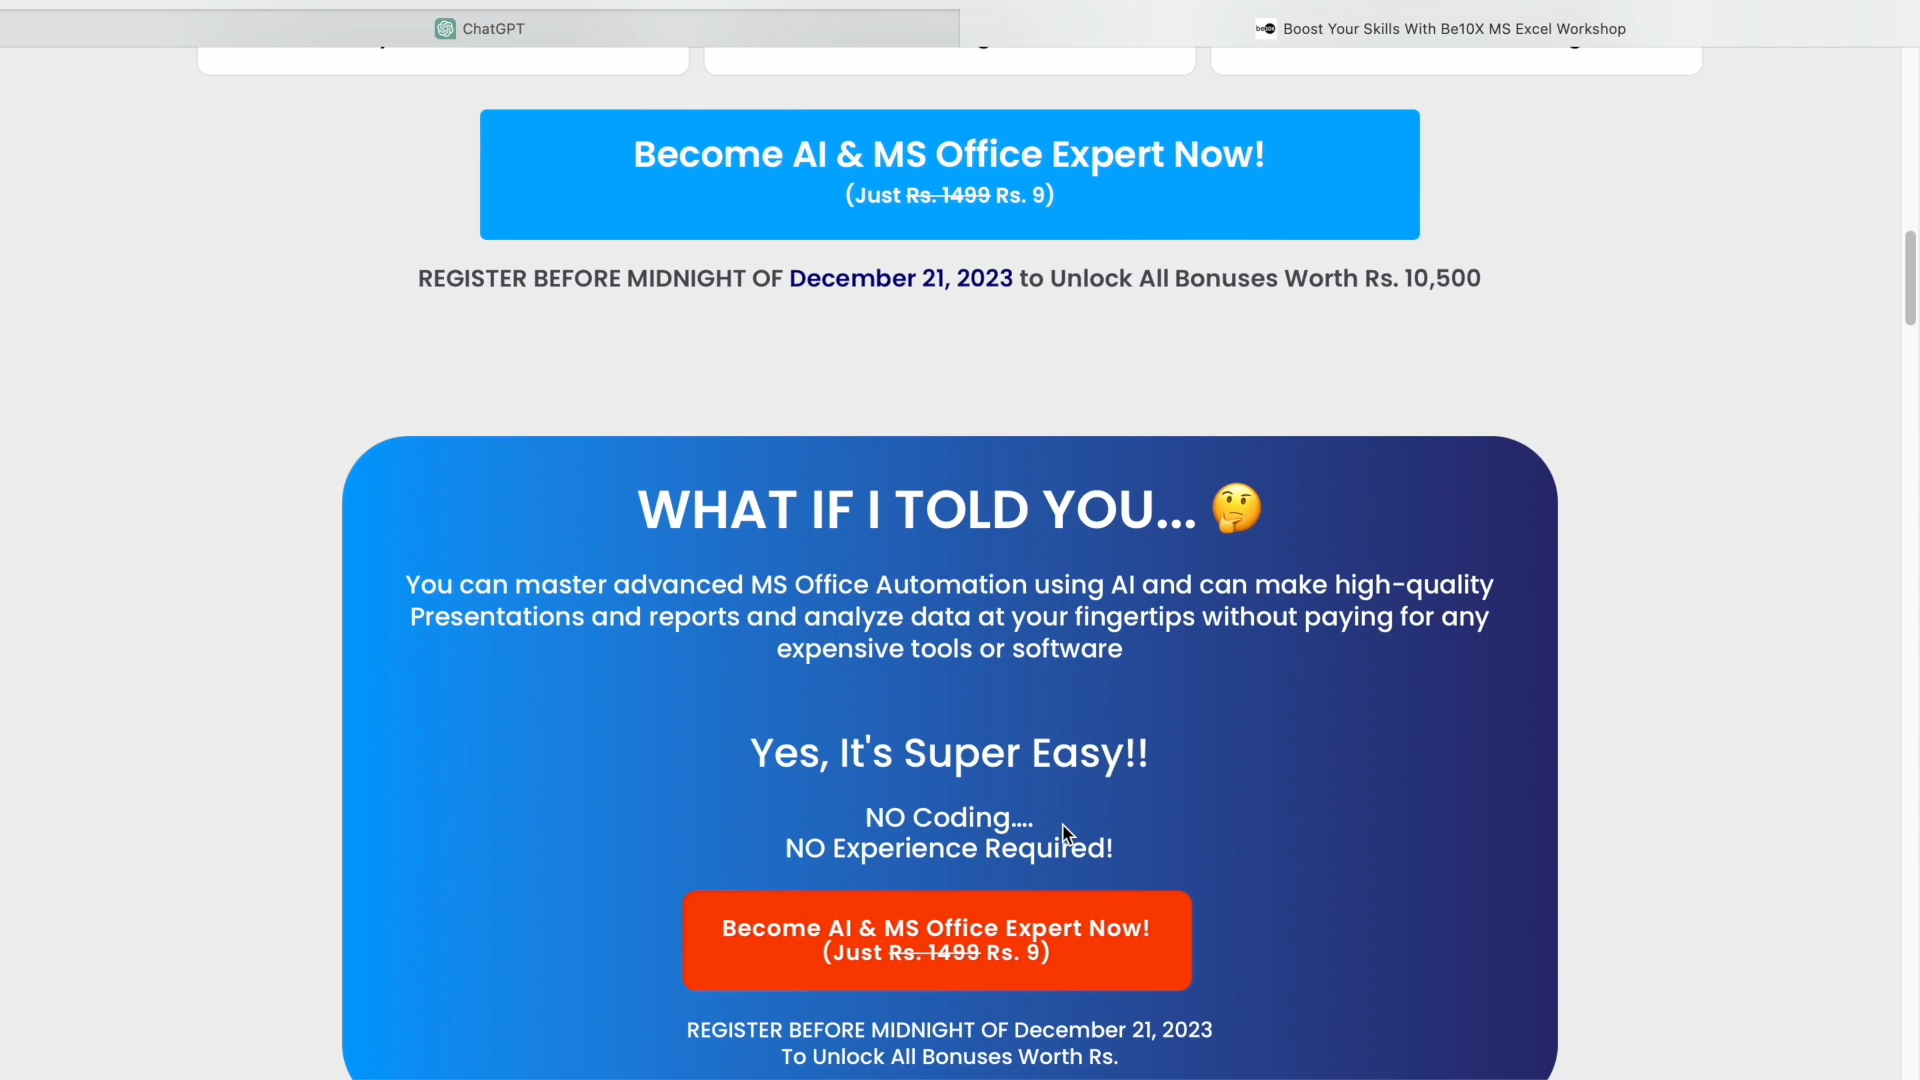 ChatGPT
be10x Boost Your Skills With Be10X MS Excel Workshop
Become AI & MS Office Expert Now!
(Just Rs. 1499 Rs. 9)
REGISTER BEFORE MIDNIGHT OF December 21, 2023 to Unlock All Bonuses Worth Rs. 10,500
WHAT IF I TOLD YOU... 🤔
You can master advanced MS Office Automation using AI and can make high-quality
Presentations and reports and analyze data at your fingertips without paying for any
expensive tools or software
Yes, It's Super Easy!!
NO Coding....
NO Experience Required!
Become AI & MS Office Expert Now!
(Just Rs. 1499 Rs. 9)
REGISTER BEFORE MIDNIGHT OF December 21, 2023
To Unlock All Bonuses Worth Rs.